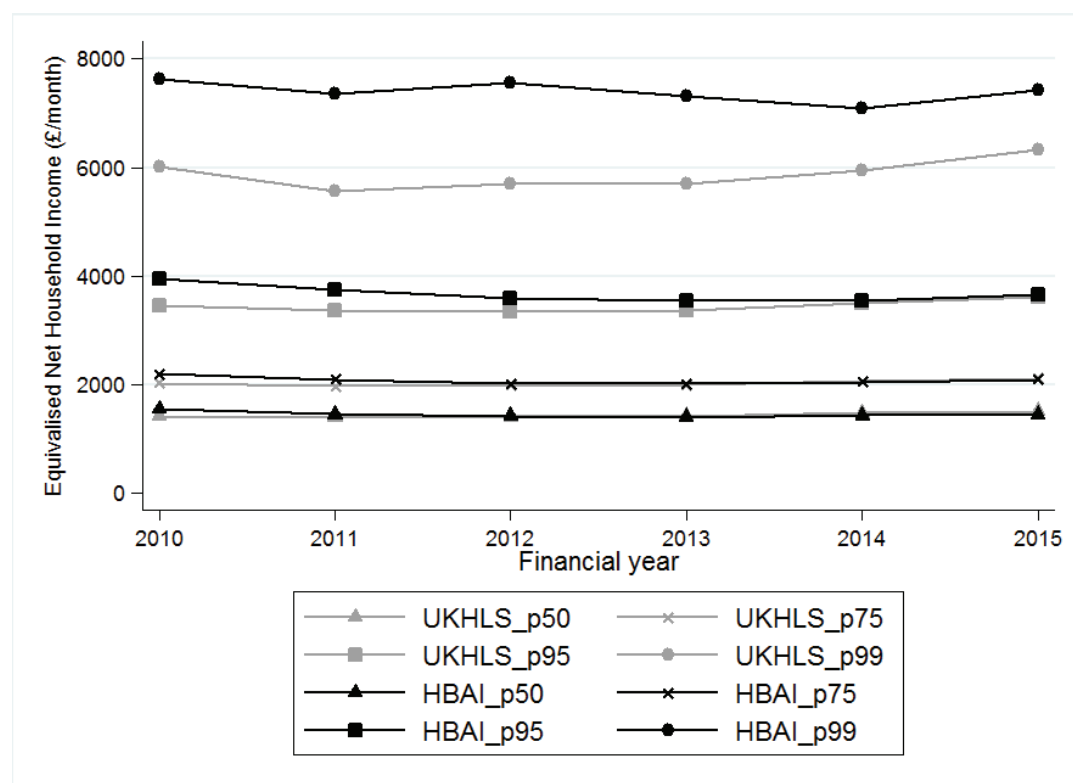 Equivalised Net Household Income (£/month)
8000
6000
4000
2000
0
2010 2011 2012 2013 2014 2015
Financial year
UKHLS_p50 UKHLS_p75
UKHLS_p95 UKHLS_p99
HBAI_p50 HBAI_p75
HBAI_p95 HBAI_p99